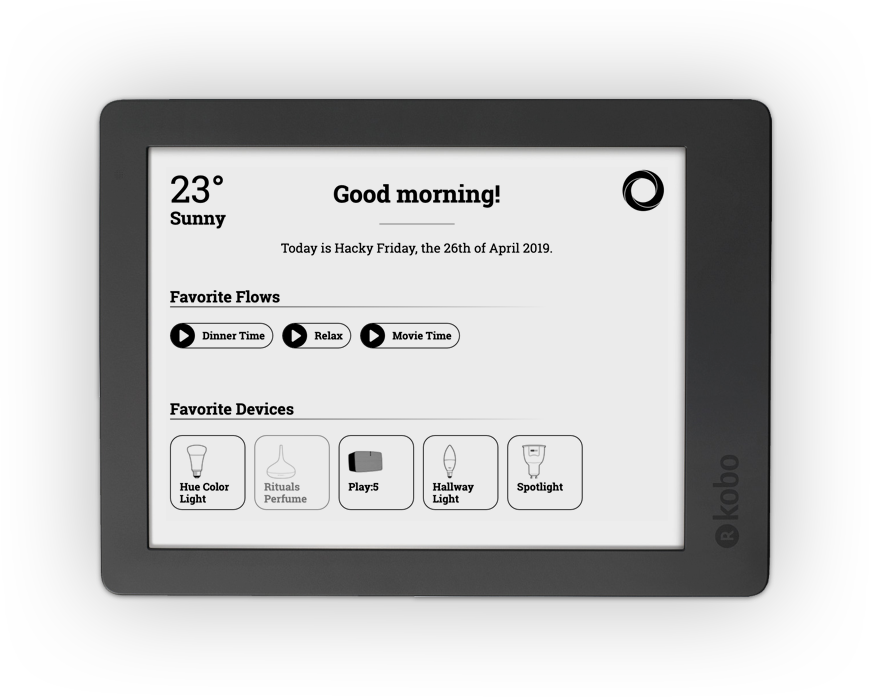 23°
Sunny
Good morning!
Today is Hacky Friday, the 26th of April 2019.
Favorite Flows
Dinner Time
Relax
Movie Time
Favorite Devices
Hue Color
Light
Rituals
Perfume
Play:5
Hallway
Light
Spotlight
R kobo